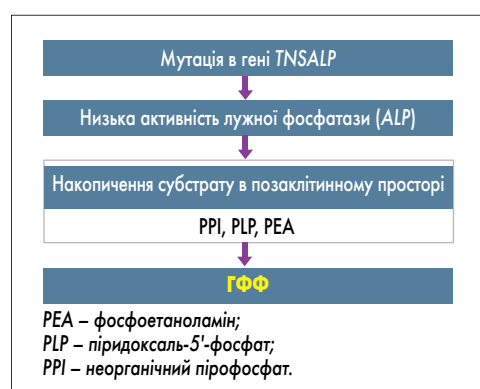 Мутація в гені TNSALP
Низька активність лужної фосфатази (ALP)
Накопичення субстрату в позаклітинному просторі
PPI, PLP, PEA
ГФФ
PEA – фосфоетаноламін;
PLP – піридоксаль-5'-фосфат;
PPI – неорганічний пірофосфат.